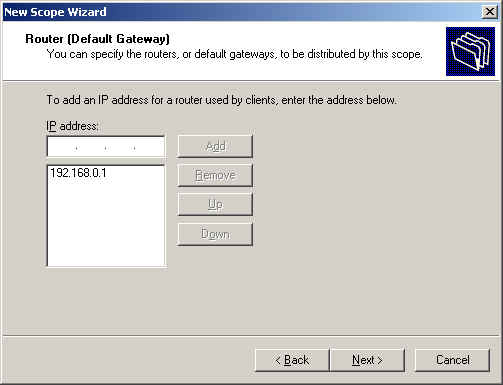 New Scope Wizard
Router (Default Gateway)
You can specify the routers, or default gateways, to be distributed by this scope.
To add an IP address for a router used by clients, enter the address below.
IP address:
. . .
Add
192.168.0.1
Remove
Up
Down
< Back
Next >
Cancel